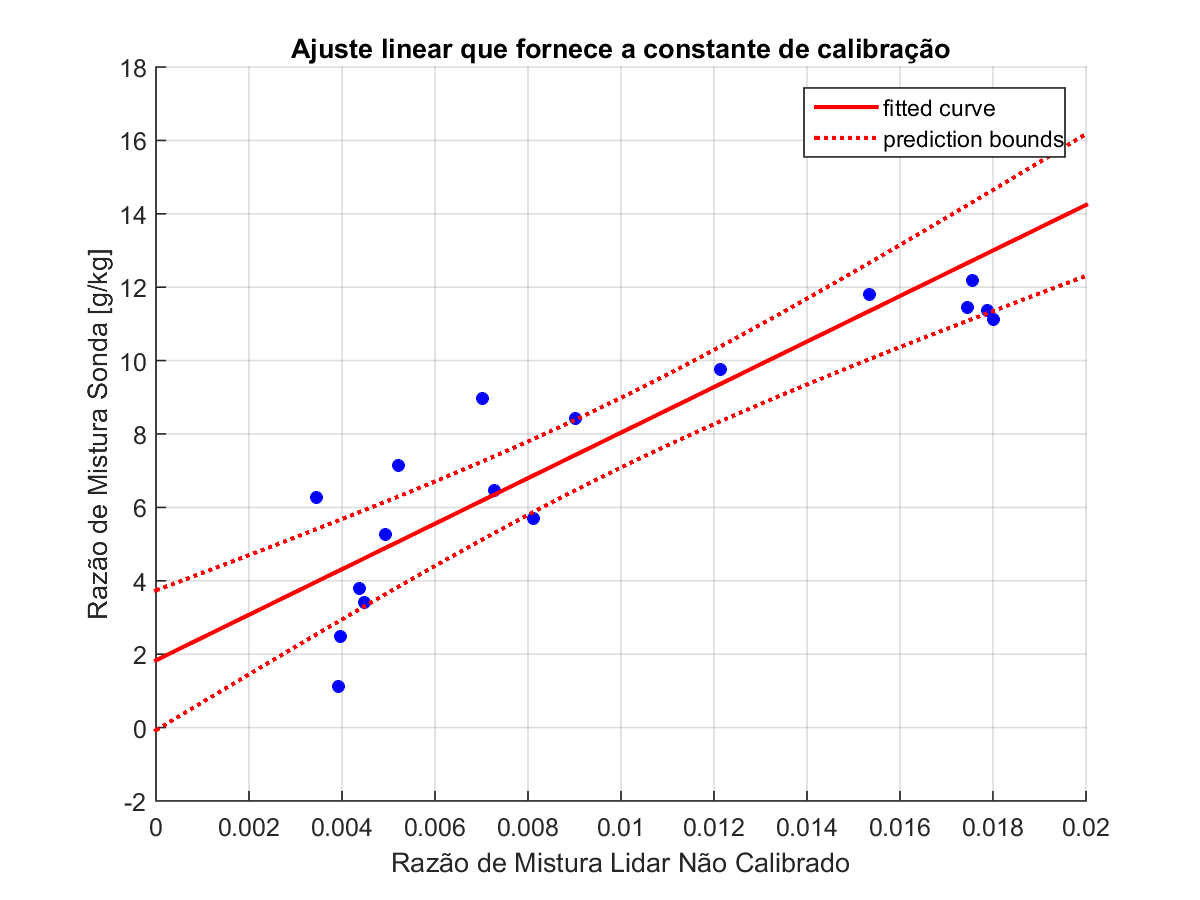 Ajuste linear que fornece a constante de calibração
fitted curve
prediction bounds
Razão de Mistura Sonda [g/kg]
18
16
14
12
10
8
6
4
2
0
-2
0 0.002 0.004 0.006 0.008 0.01 0.012 0.014 0.016 0.018 0.02
Razão de Mistura Lidar Não Calibrado